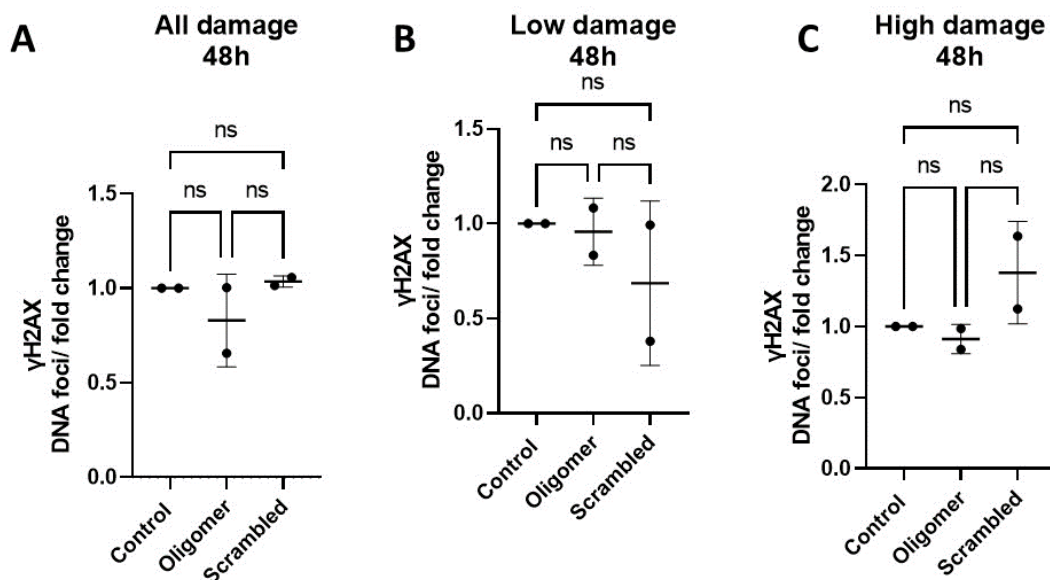 A
All damage
48h
ns
ns
ns
γH2AX
DNA foci/ fold change
1.5
1.0
0.5
0.0
Control
Oligomer
Scrambled
B
Low damage
48h
ns
ns
ns
γH2AX
DNA foci/ fold change
1.5
1.0
0.5
0.0
Control
Oligomer
Scrambled
C
High damage
48h
ns
ns
ns
γH2AX
DNA foci/ fold change
2.0
1.5
1.0
0.5
0.0
Control
Oligomer
Scrambled